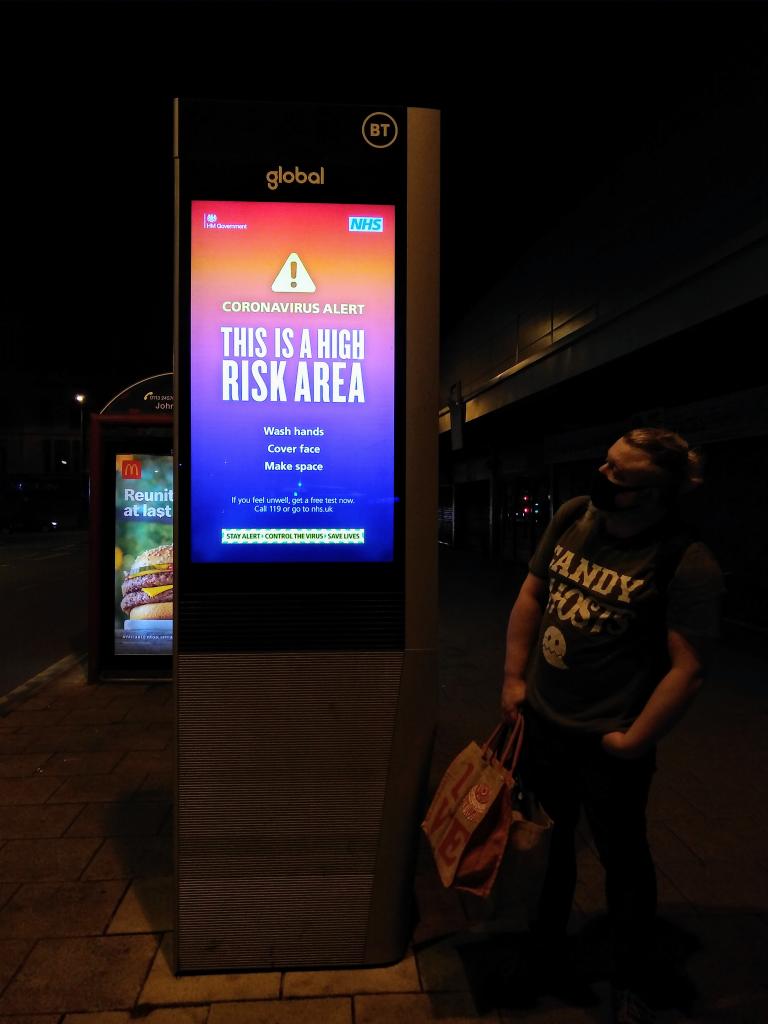 BT
global
HM Government
NHS
CORONAVIRUS ALERT
THIS IS A HIGH
RISK AREA
Wash hands
Cover face
Make space
If you feel unwell, get a free test now.
Call 119 or go to nhs.uk
STAY ALERT CONTROL THE VIRUS SAVE LIVES
John
Reunit
at last
CANDY
GHOSTS